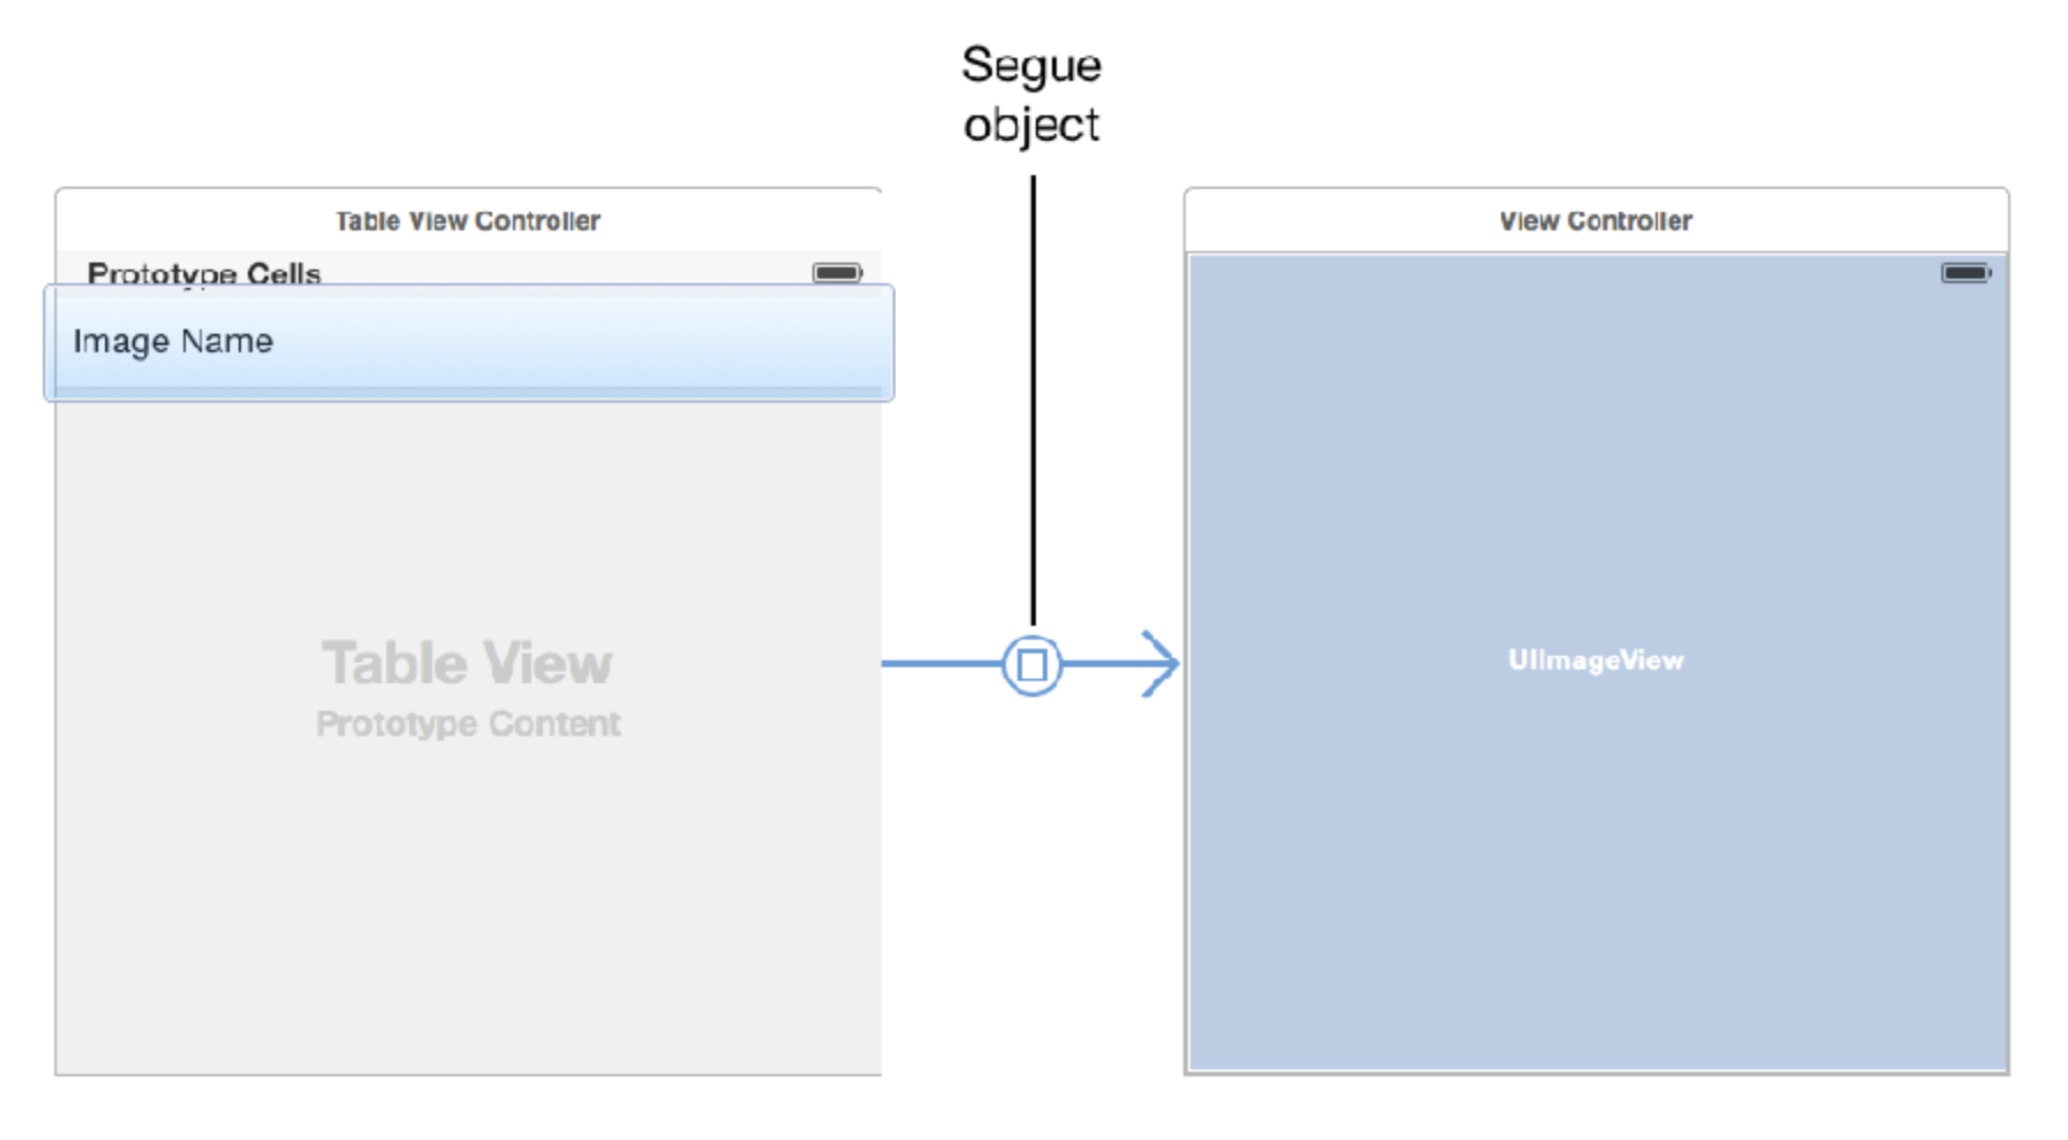 Segue
object
Table View Controller
View Controller
Prototype Cells
Image Name
Table View
Prototype Content
UIImageView